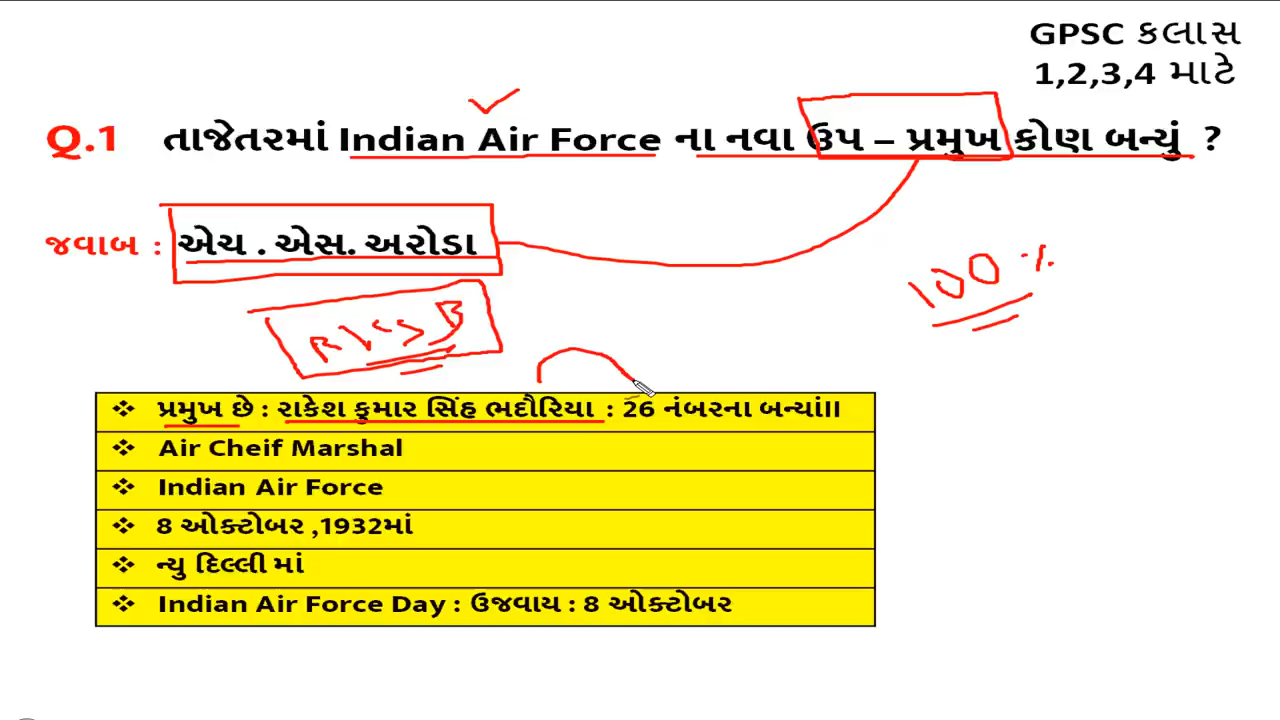 GPSC કલાસ
1,2,3,4 માટે
Q.1 તાજેતરમાં Indian Air Force ના નવા ઉપ – પ્રમુખ કોણ બન્યું ?
જવાબ : એચ . એસ. અરોડા
100 %
❖ પ્રમુખ છે : રાકેશ કુમાર સિંહ ભદૌરિયા : 26 નંબરના બન્યાં॥
❖ Air Cheif Marshal
❖ Indian Air Force
❖ 8 ઓક્ટોબર ,1932માં
❖ ન્યુ દિલ્લી માં
❖ Indian Air Force Day : ઉજવાય : 8 ઓક્ટોબર